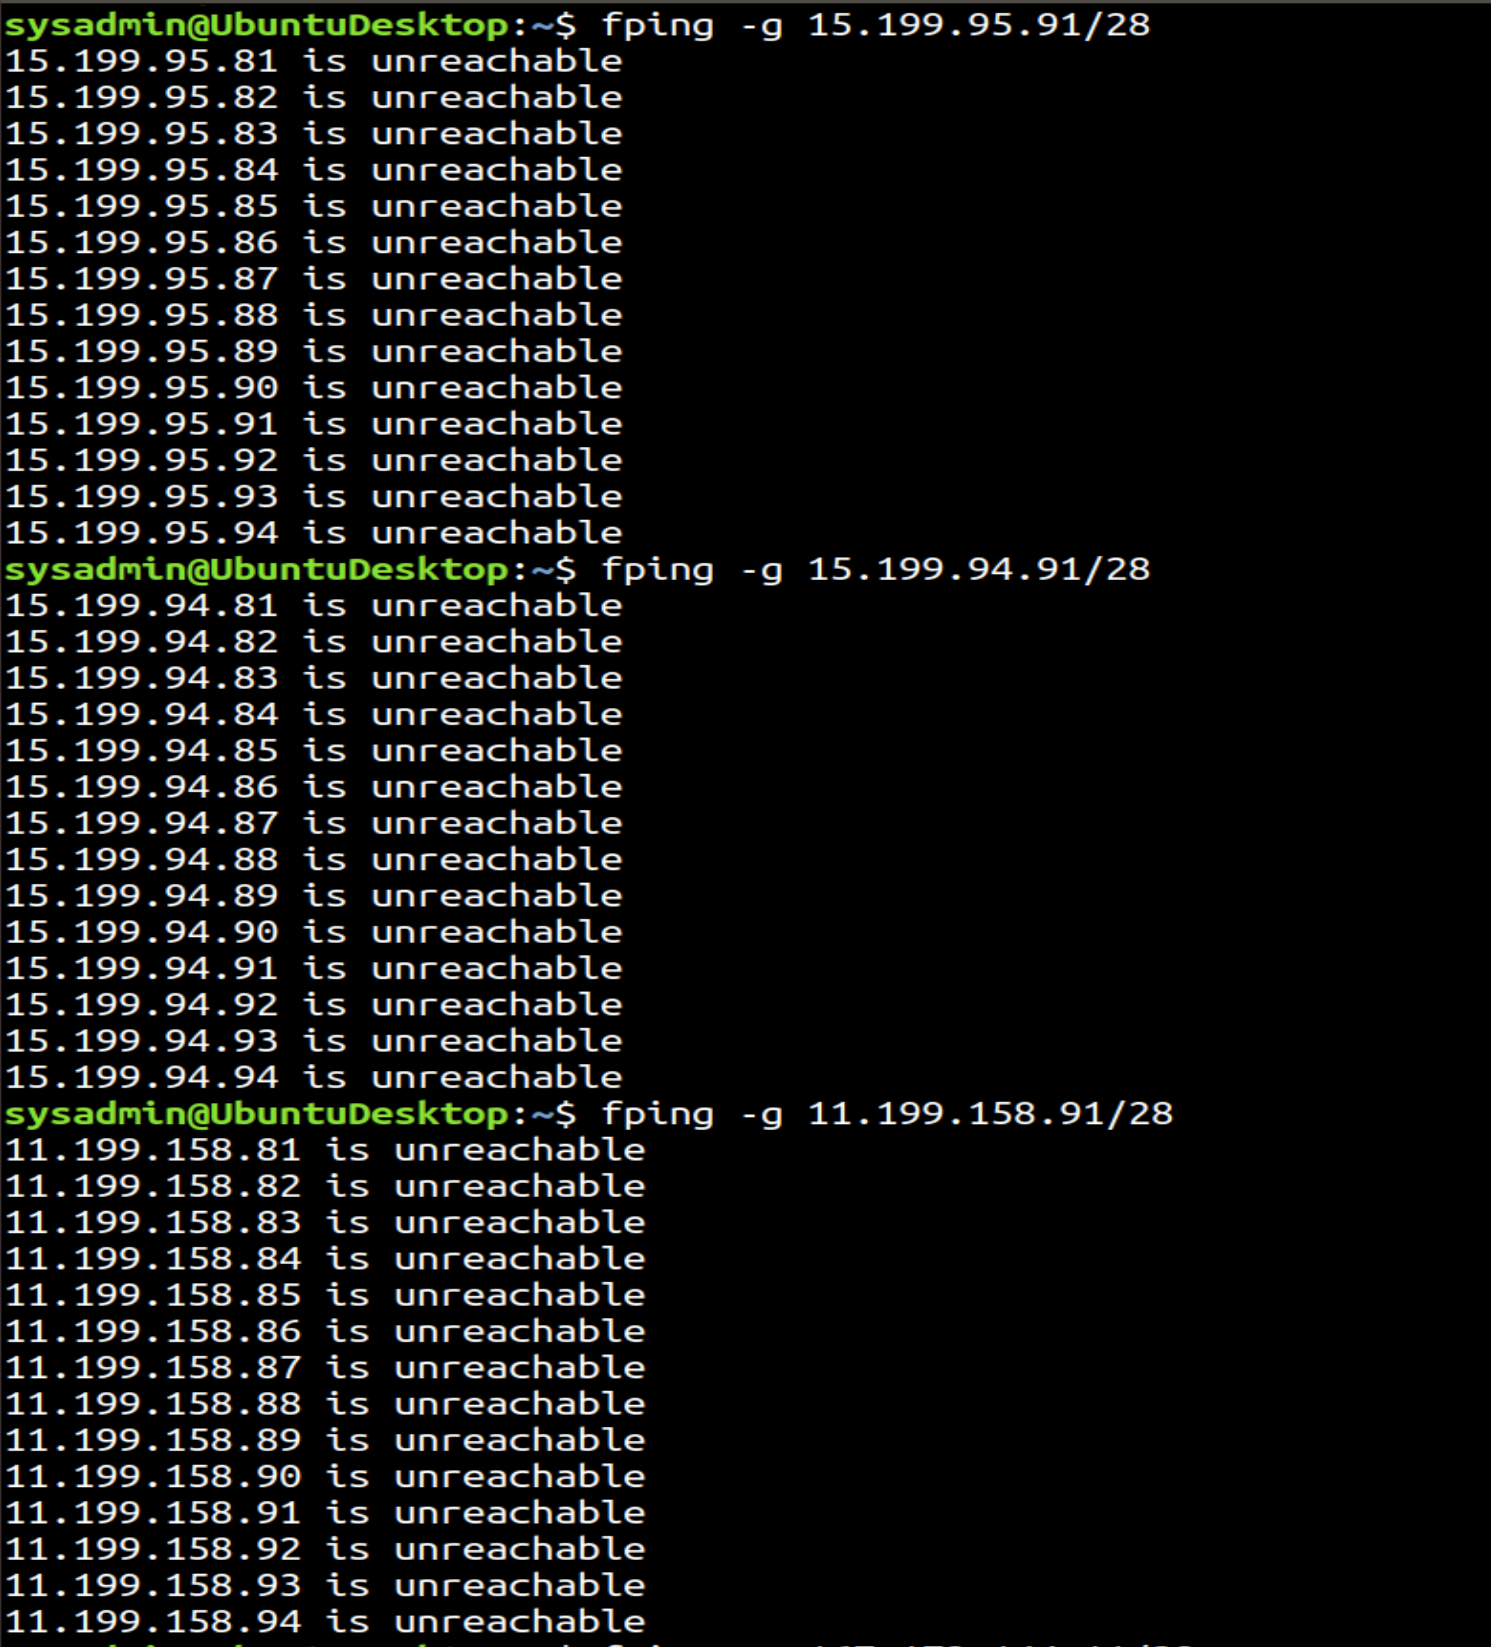 sysadmin@UbuntuDesktop:~$ fping -g 15.199.95.91/28
15.199.95.81 is unreachable
15.199.95.82 is unreachable
15.199.95.83 is unreachable
15.199.95.84 is unreachable
15.199.95.85 is unreachable
15.199.95.86 is unreachable
15.199.95.87 is unreachable
15.199.95.88 is unreachable
15.199.95.89 is unreachable
15.199.95.90 is unreachable
15.199.95.91 is unreachable
15.199.95.92 is unreachable
15.199.95.93 is unreachable
15.199.95.94 is unreachable
sysadmin@UbuntuDesktop:~$ fping -g 15.199.94.91/28
15.199.94.81 is unreachable
15.199.94.82 is unreachable
15.199.94.83 is unreachable
15.199.94.84 is unreachable
15.199.94.85 is unreachable
15.199.94.86 is unreachable
15.199.94.87 is unreachable
15.199.94.88 is unreachable
15.199.94.89 is unreachable
15.199.94.90 is unreachable
15.199.94.91 is unreachable
15.199.94.92 is unreachable
15.199.94.93 is unreachable
15.199.94.94 is unreachable
sysadmin@UbuntuDesktop:~$ fping -g 11.199.158.91/28
11.199.158.81 is unreachable
11.199.158.82 is unreachable
11.199.158.83 is unreachable
11.199.158.84 is unreachable
11.199.158.85 is unreachable
11.199.158.86 is unreachable
11.199.158.87 is unreachable
11.199.158.88 is unreachable
11.199.158.89 is unreachable
11.199.158.90 is unreachable
11.199.158.91 is unreachable
11.199.158.92 is unreachable
11.199.158.93 is unreachable
11.199.158.94 is unreachable